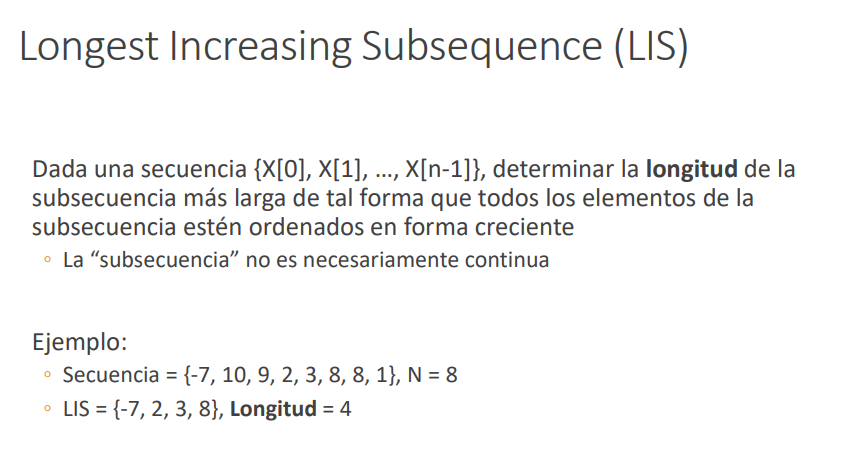 Longest Increasing Subsequence (LIS)
Dada una secuencia {X[0], X[1], ..., X[n-1]}, determinar la longitud de la
subsecuencia más larga de tal forma que todos los elementos de la
subsecuencia estén ordenados en forma creciente
◦ La “subsecuencia” no es necesariamente continua
Ejemplo:
◦ Secuencia = {-7, 10, 9, 2, 3, 8, 8, 1}, N = 8
◦ LIS = {-7, 2, 3, 8}, Longitud = 4